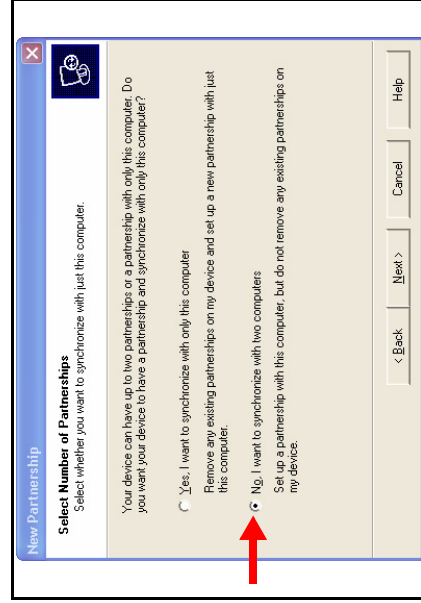 New Partnership
Select Number of Partnerships
Select whether you want to synchronize with just this computer.
Your device can have up to two partnerships or a partnership with only this computer. Do
you want your device to have a partnership and synchronize with only this computer?
Yes, I want to synchronize with only this computer
Remove any existing partnerships on my device and set up a new partnership with just
this computer.
No, I want to synchronize with two computers
Set up a partnership with this computer, but do not remove any existing partnerships on
my device.
< Back
Next >
Cancel
Help